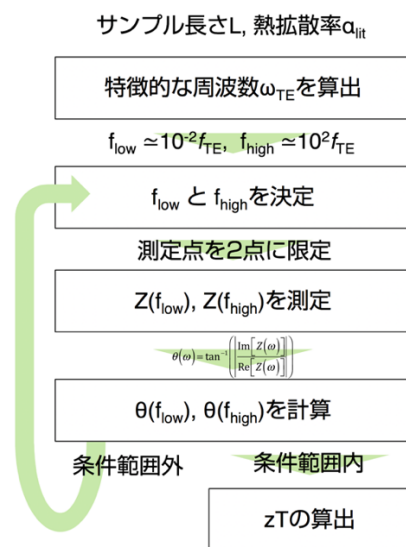 サンプル長さL, 熱拡散率α_lit
特徴的な周波数ω_TEを算出
f_low ≃10^-2 f_TE, f_high ≃10^2 f_TE
f_low と f_highを決定
測定点を2点に限定
Z(f_low), Z(f_high)を測定
θ(ω)=tan^-1(|Im[Z(ω)]/Re[Z(ω)]|)
θ(f_low), θ(f_high)を計算
条件範囲外 条件範囲内
zTの算出